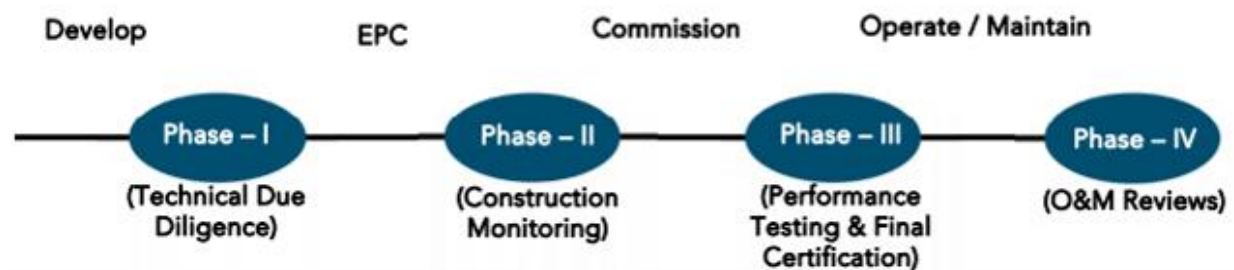 Develop
EPC
Commission
Operate / Maintain
Phase – I
Phase – II
Phase – III
Phase – IV
(Technical Due
Diligence)
(Construction
Monitoring)
(Performance
Testing & Final
Certification)
(O&M Reviews)